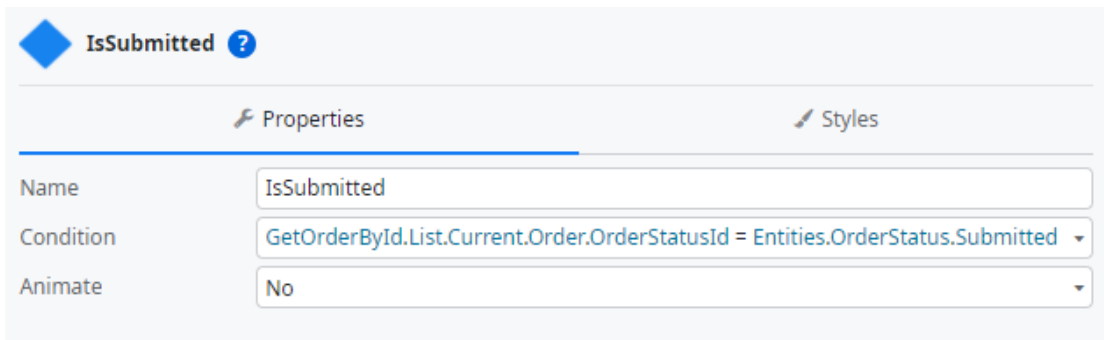 IsSubmitted ?
Properties
Styles
Name IsSubmitted
Condition GetOrderById.List.Current.Order.OrderStatusId = Entities.OrderStatus.Submitted
Animate No